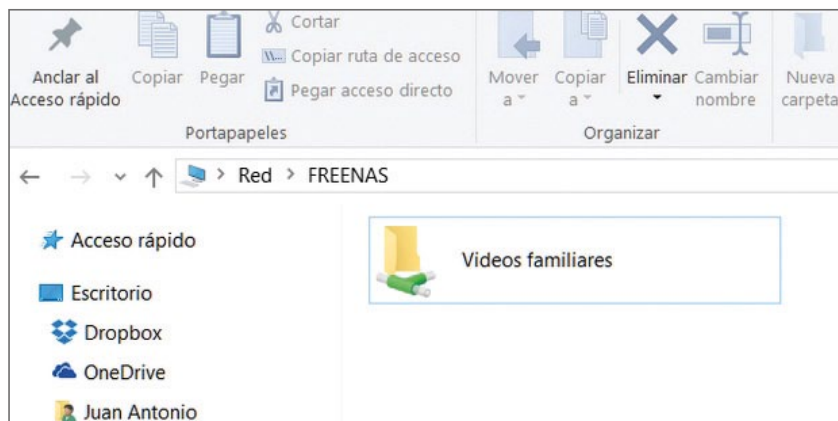 Cortar
Copiar ruta de acceso
Pegar acceso directo
Anclar al
Acceso rápido
Copiar
Pegar
Portapapeles
Mover
a
Copiar
a
Eliminar
Cambiar
nombre
Organizar
Nueva
carpeta
Red > FREENAS
Acceso rápido
Escritorio
Dropbox
OneDrive
Juan Antonio
Videos familiares